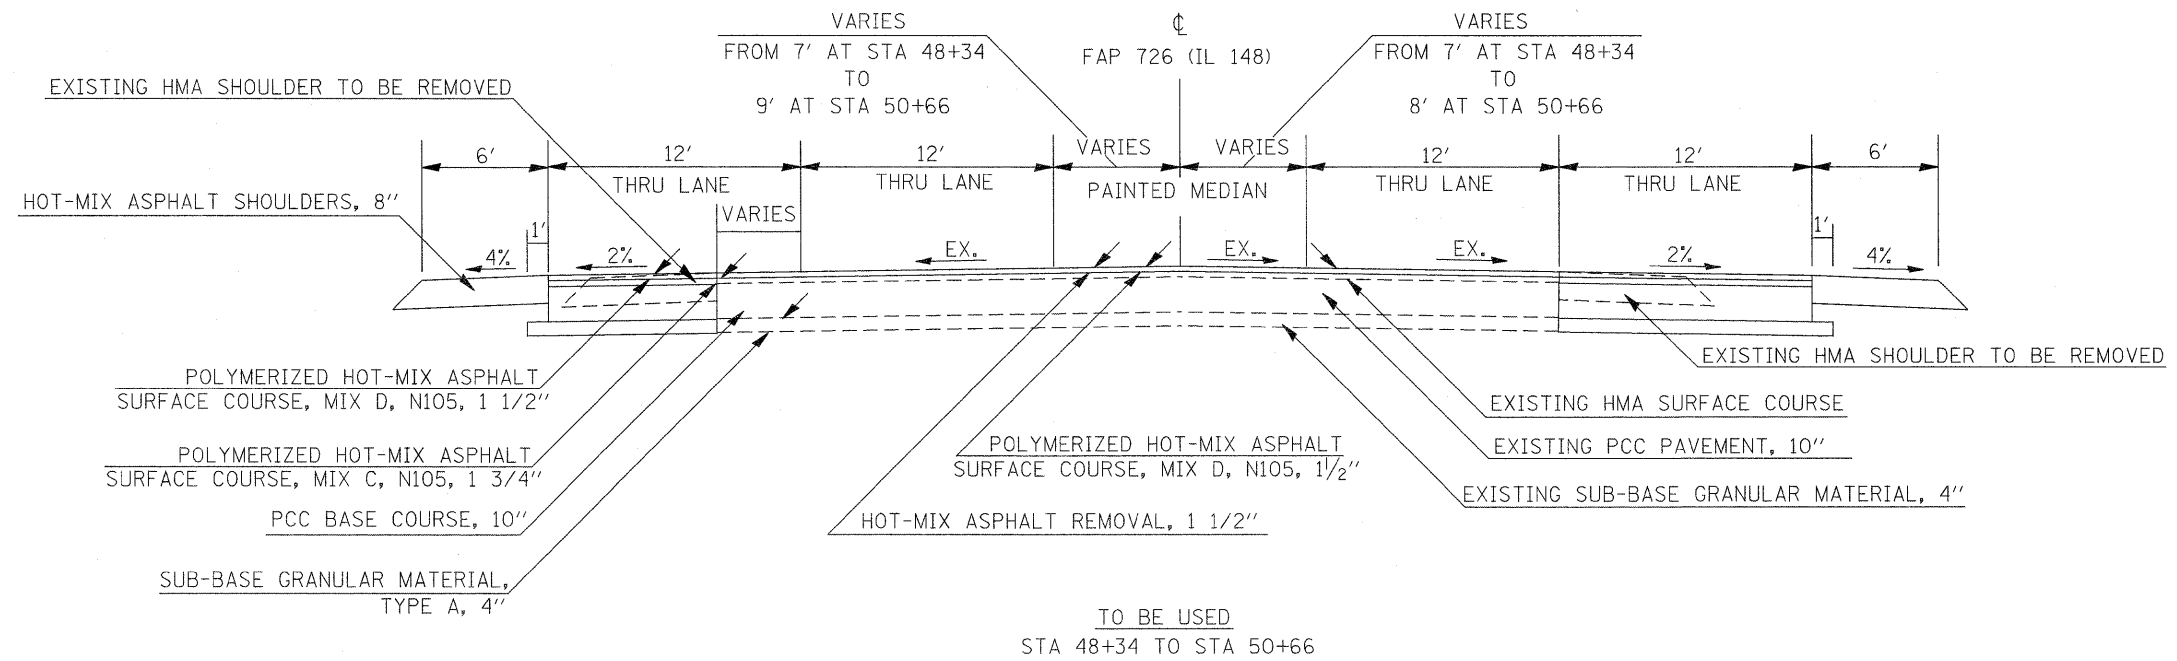 VARIES
FROM 7' AT STA 48+34
TO
9' AT STA 50+66
℄
FAP 726 (IL 148)
VARIES
FROM 7' AT STA 48+34
TO
8' AT STA 50+66
EXISTING HMA SHOULDER TO BE REMOVED
6'
12'
THRU LANE
12'
THRU LANE
VARIES
VARIES
PAINTED MEDIAN
12'
THRU LANE
12'
THRU LANE
6'
HOT-MIX ASPHALT SHOULDERS, 8"
VARIES
1'
1'
4%
2%
EX.
EX.
EX.
2%
4%
EXISTING HMA SHOULDER TO BE REMOVED
POLYMERIZED HOT-MIX ASPHALT
SURFACE COURSE, MIX D, N105, 1 1/2"
EXISTING HMA SURFACE COURSE
POLYMERIZED HOT-MIX ASPHALT
SURFACE COURSE, MIX D, N105, 1 1/2"
EXISTING PCC PAVEMENT, 10"
POLYMERIZED HOT-MIX ASPHALT
SURFACE COURSE, MIX C, N105, 1 3/4"
EXISTING SUB-BASE GRANULAR MATERIAL, 4"
PCC BASE COURSE, 10"
HOT-MIX ASPHALT REMOVAL, 1 1/2"
SUB-BASE GRANULAR MATERIAL,
TYPE A, 4"
TO BE USED
STA 48+34 TO STA 50+66